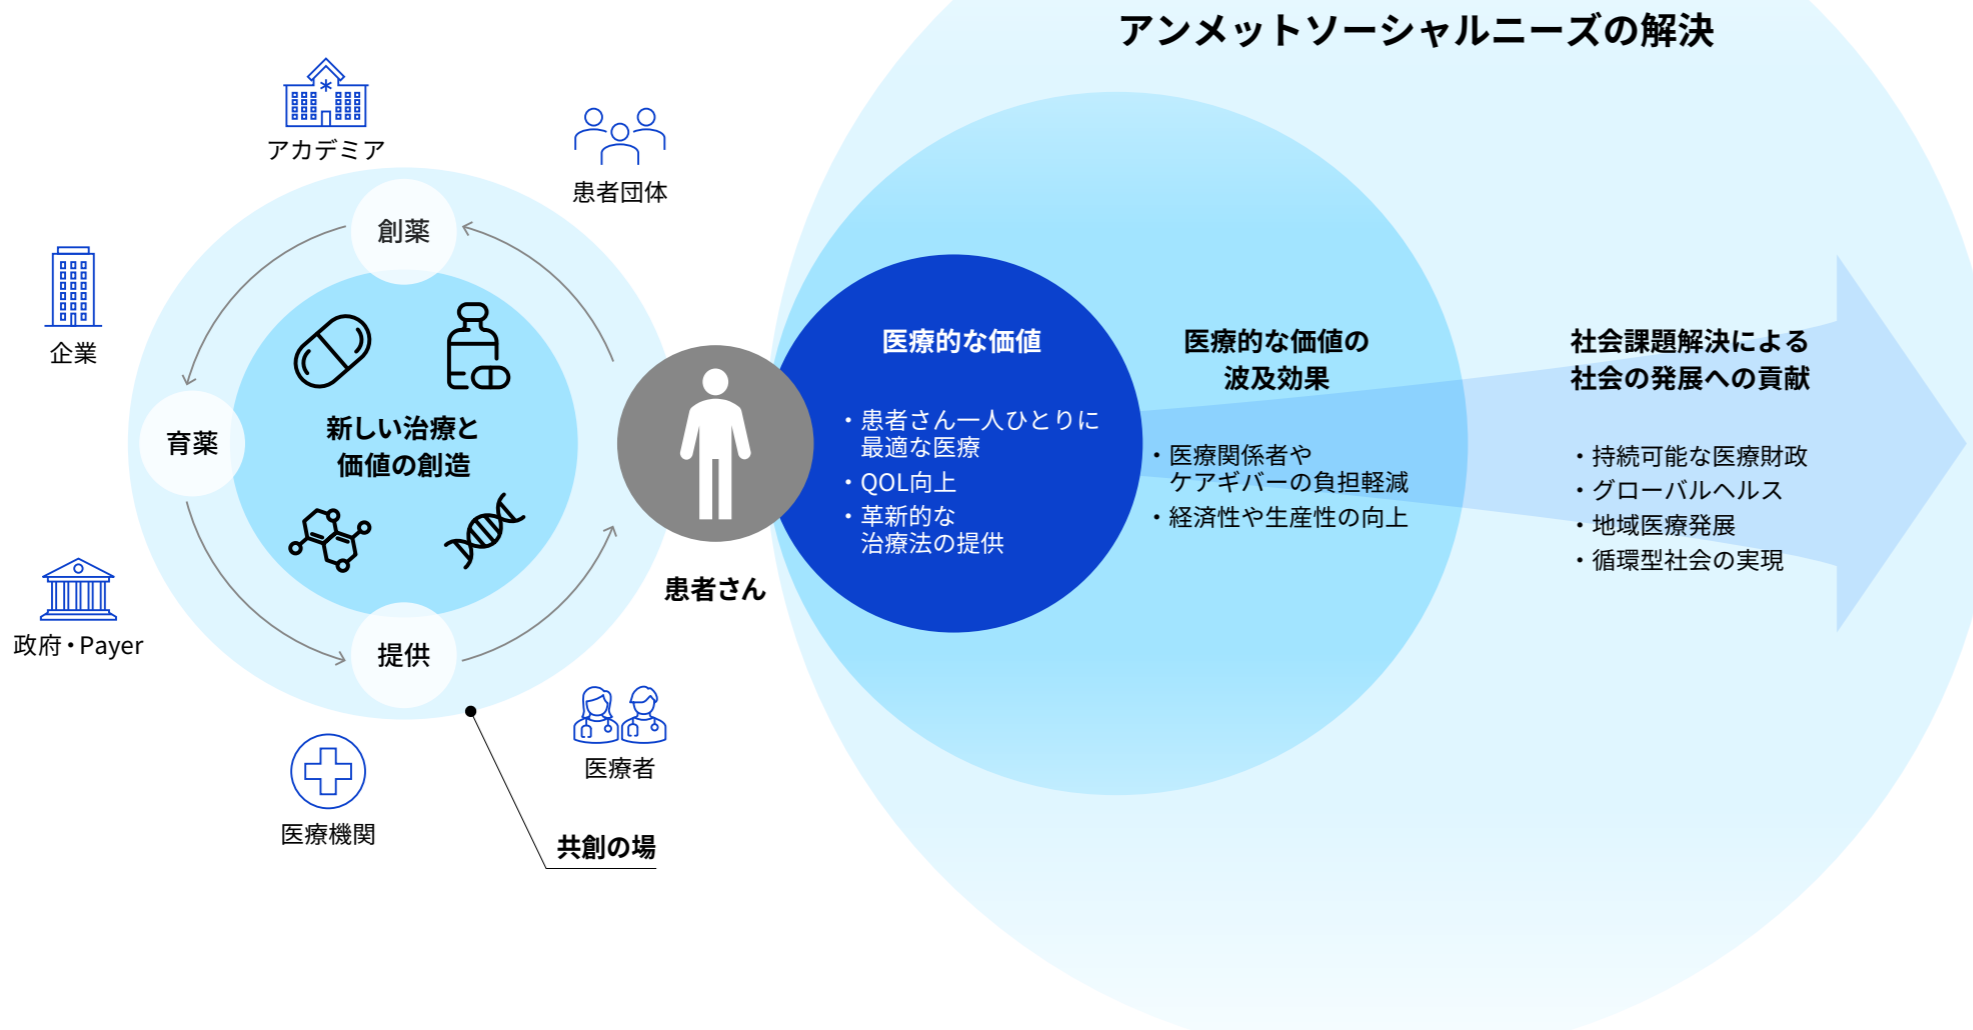 アンメットソーシャルニーズの解決
アカデミア
患者団体
企業
政府・Payer
医療機関
医療者
創薬
育薬
提供
新しい治療と
価値の創造
共創の場
患者さん
医療的な価値
・患者さん一人ひとりに
最適な医療
・QOL向上
・革新的な
治療法の提供
医療的な価値の
波及効果
・医療関係者や
ケアギバーの負担軽減
・経済性や生産性の向上
社会課題解決による
社会の発展への貢献
・持続可能な医療財政
・グローバルヘルス
・地域医療発展
・循環型社会の実現